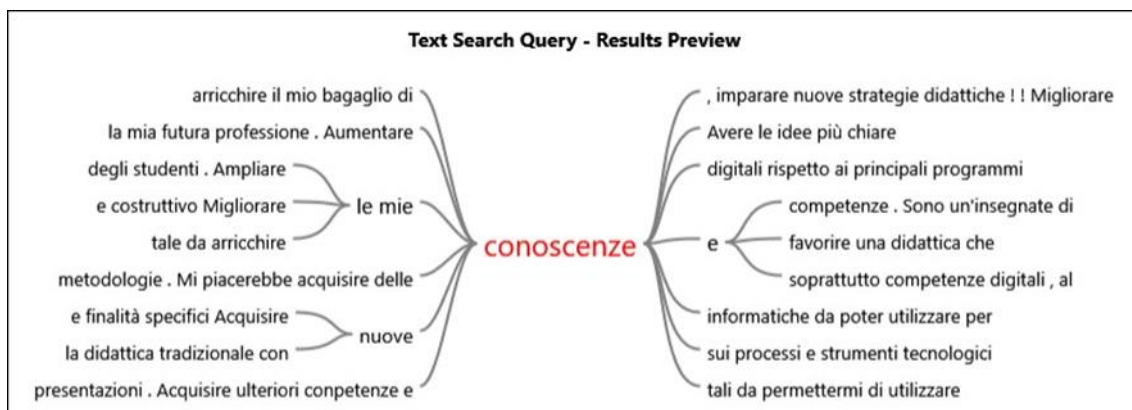 Text Search Query - Results Preview
arricchire il mio bagaglio di
la mia futura professione . Aumentare
degli studenti . Ampliare
e costruttivo Migliorare
tale da arricchire
le mie
metodologie . Mi piacerebbe acquisire delle
e finalità specifici Acquisire
la didattica tradizionale con
nuove
presentazioni . Acquisire ulteriori conpetenze e
conoscenze
, imparare nuove strategie didattiche ! ! Migliorare
Avere le idee più chiare
digitali rispetto ai principali programmi
e
competenze . Sono un'insegnate di
favorire una didattica che
soprattutto competenze digitali , al
informatiche da poter utilizzare per
sui processi e strumenti tecnologici
tali da permettermi di utilizzare